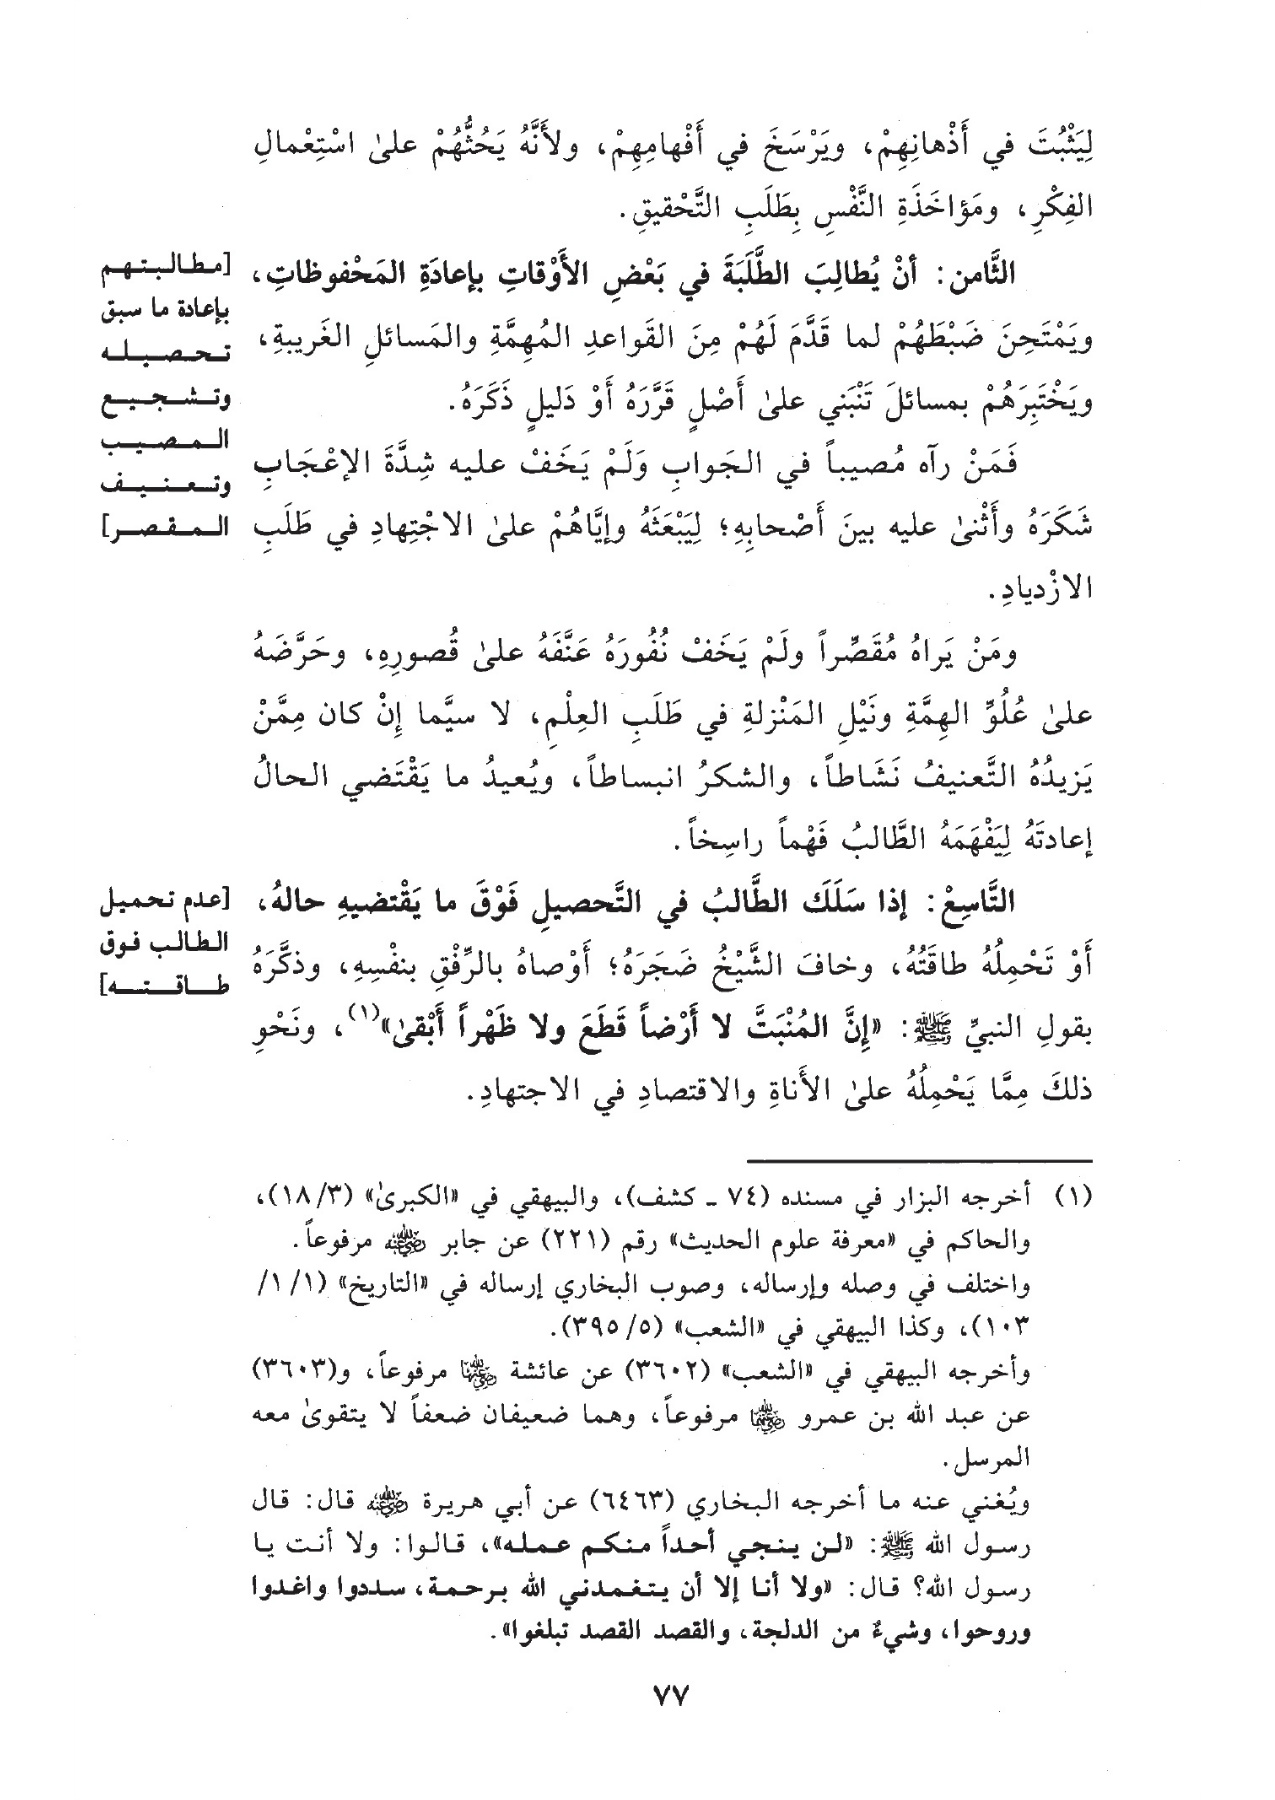 لِيَثْبُتَ في أَذْهانِهِمْ، ويَرْسَخَ في أَفْهامِهِمْ، ولأَنَّهُ يَحُثُّهُمْ علىٰ اسْتِعْمالِ
الفِكْرِ، ومَؤاخَذَةِ النَّفْسِ بِطَلَبِ التَّحْقيقِ.
الثَّامن: أنْ يُطالِبَ الطَّلَبَةَ في بَعْضِ الأَوْقاتِ بإعادَةِ المَحْفوظاتِ،
ويَمْتَحِنَ ضَبْطَهُمْ لما قَدَّمَ لَهُمْ مِنَ القَواعدِ المُهِمَّةِ والمَسائلِ الغَريبةِ،
ويَخْتَبِرَهُمْ بمسائلَ تَنْبَني علىٰ أَصْلٍ قَرَّرَهُ أَوْ دَليلٍ ذَكَرَهُ.
[مطالبتهم
بإعادة ما سبق
تحصيله
وتشجيع
المصيب
وتعنيف
المقصر]
فَمَنْ رآه مُصيباً في الجَوابِ وَلَمْ يَخَفْ عليه شِدَّةَ الإعْجَابِ
شَكَرَهُ وأَثْنىٰ عليه بينَ أَصْحابِهِ؛ لِيَبْعَثَهُ وإيَّاهُمْ علىٰ الاجْتِهادِ في طَلَبِ
الازْديادِ.
ومَنْ يَراهُ مُقَصِّراً ولَمْ يَخَفْ نُفُورَهُ عَنَّفَهُ علىٰ قُصورِهِ، وحَرَّضَهُ
علىٰ عُلُوِّ الهِمَّةِ ونَيْلِ المَنْزلةِ في طَلَبِ العِلْمِ، لا سيَّما إنْ كان مِمَّنْ
يَزيدُهُ التَّعنيفُ نَشَاطاً، والشكرُ انبساطاً، ويُعيدُ ما يَقْتَضي الحالُ
إعادتَهُ لِيَفْهَمَهُ الطَّالبُ فَهْماً راسِخاً.
التَّاسِعْ: إذا سَلَكَ الطَّالبُ في التَّحصيلِ فَوْقَ ما يَقْتضيهِ حالهُ،
أَوْ تَحْمِلُهُ طاقَتُهُ، وخافَ الشَّيْخُ ضَجَرَهُ؛ أَوْصاهُ بالرِّفْقِ بنفْسِهِ، وذكَّرَهُ
بقولِ النبيِّ ﷺ: «إنَّ المُنْبَتَّ لا أَرْضاً قَطَعَ ولا ظَهْراً أَبْقىٰ»(١)، ونَحْوِ
ذلكَ مِمَّا يَحْمِلُهُ علىٰ الأَناةِ والاقتصادِ في الاجتهادِ.
[عدم تحميل
الطالب فوق
طاقته]
(١) أخرجه البزار في مسنده (٧٤ ـ كشف)، والبيهقي في «الكبرىٰ» (١٨/٣)،
والحاكم في «معرفة علوم الحديث» رقم (٢٢١) عن جابر رضي الله عنه مرفوعاً.
واختلف في وصله وإرساله، وصوب البخاري إرساله في «التاريخ» (١/ ١/
١٠٣)، وكذا البيهقي في «الشعب» (٣٩٥/٥).
وأخرجه البيهقي في «الشعب» (٣٦٠٢) عن عائشة رضي الله عنها مرفوعاً، و(٣٦٠٣)
عن عبد الله بن عمرو رضي الله عنهما مرفوعاً، وهما ضعيفان ضعفاً لا يتقوىٰ معه
المرسل.
ويُغني عنه ما أخرجه البخاري (٦٤٦٣) عن أبي هريرة رضي الله عنه قال: قال
رسول الله ﷺ: «لن ينجي أحداً منكم عمله»، قالوا: ولا أنت يا
رسول الله؟ قال: «ولا أنا إلا أن يتغمدني الله برحمة، سددوا واغدوا
وروحوا، وشيءٌ من الدلجة، والقصد القصد تبلغوا».
٧٧